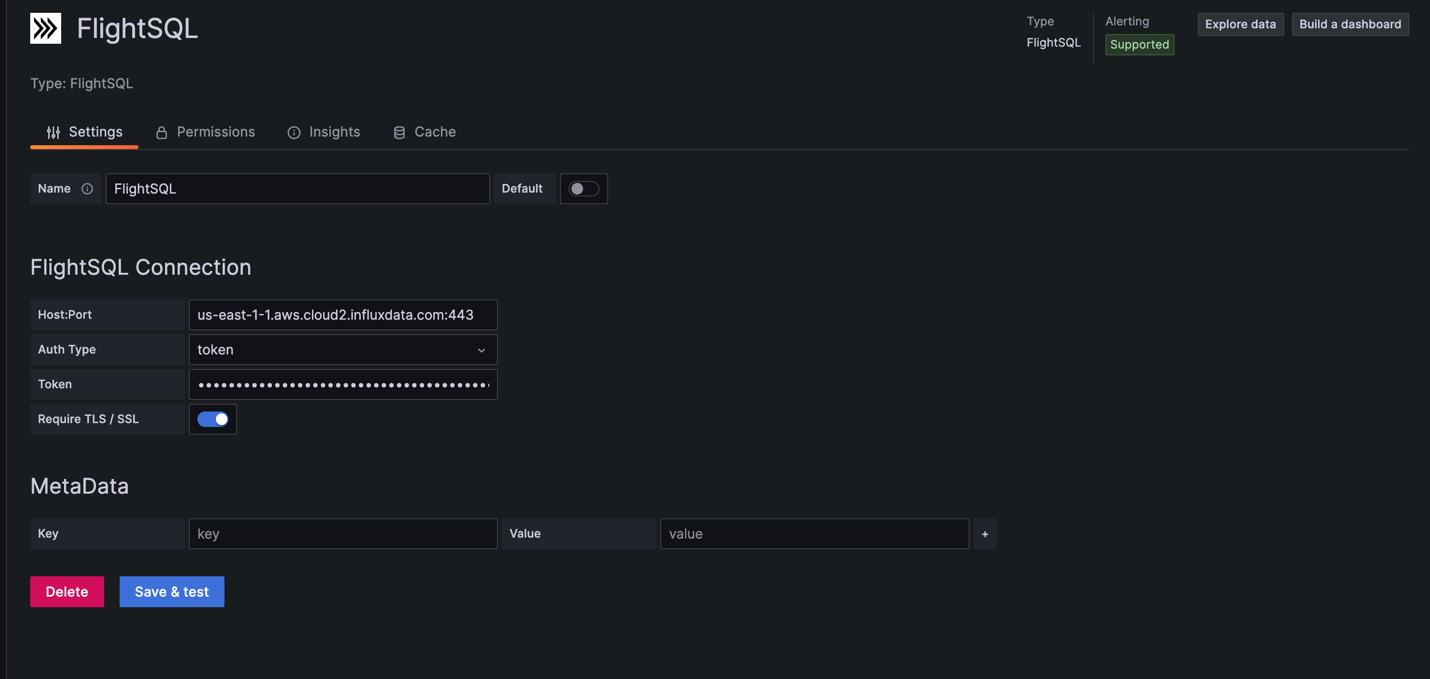 FlightSQL
Type
FlightSQL
Alerting
Supported
Explore data
Build a dashboard
Type: FlightSQL
Settings
Permissions
Insights
Cache
Name
FlightSQL
Default
FlightSQL Connection
Host:Port
us-east-1-1.aws.cloud2.influxdata.com:443
Auth Type
token
Token
Require TLS / SSL
MetaData
Key
key
Value
value
+
Delete
Save & test